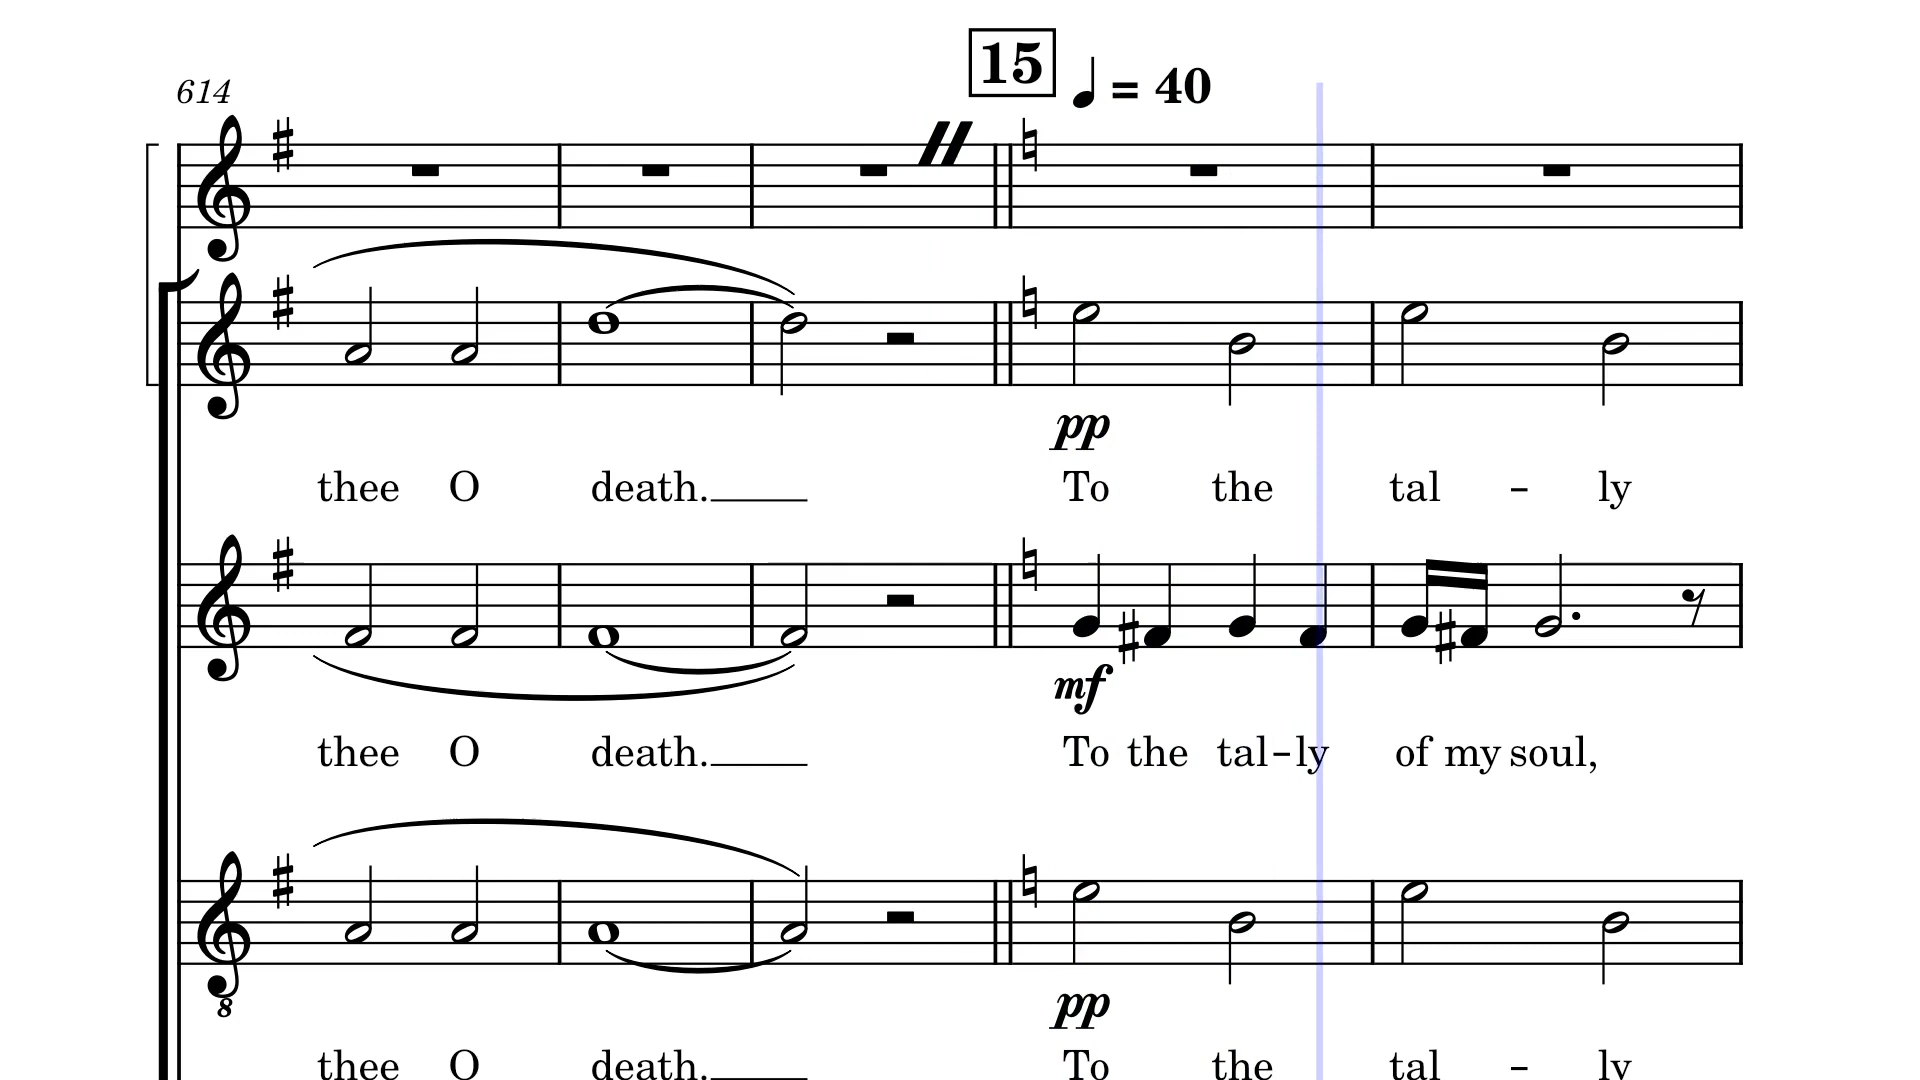 15
614
= 40
pp
thee O death. To the tal - ly
mf
thee O death. To the tal-ly of my soul,
8
pp
thee O death. To the tal - ly